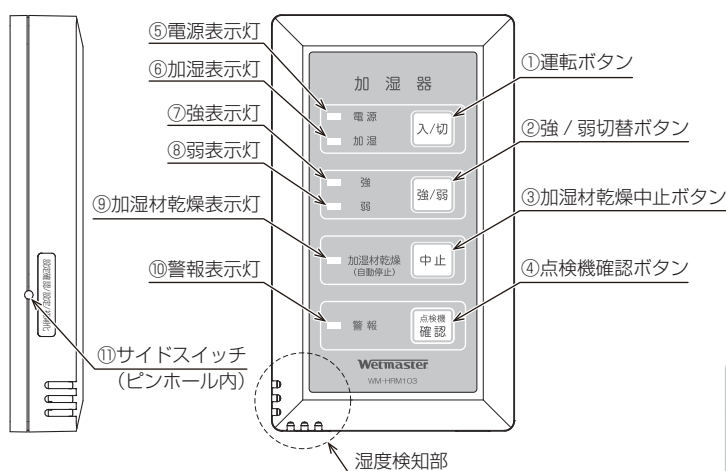 ⑤電源表示灯
⑥加湿表示灯
⑦強表示灯
⑧弱表示灯
⑨加湿材乾燥表示灯
⑩警報表示灯
⑪サイドスイッチ
(ピンホール内)
加湿器
電源
加湿
入/切
強
弱
強/弱
加湿材乾燥
(自動停止)
中止
警報
点検機
確認
Wetmaster
WM-HRM103
①運転ボタン
②強 / 弱切替ボタン
③加湿材乾燥中止ボタン
④点検機確認ボタン
湿度検知部